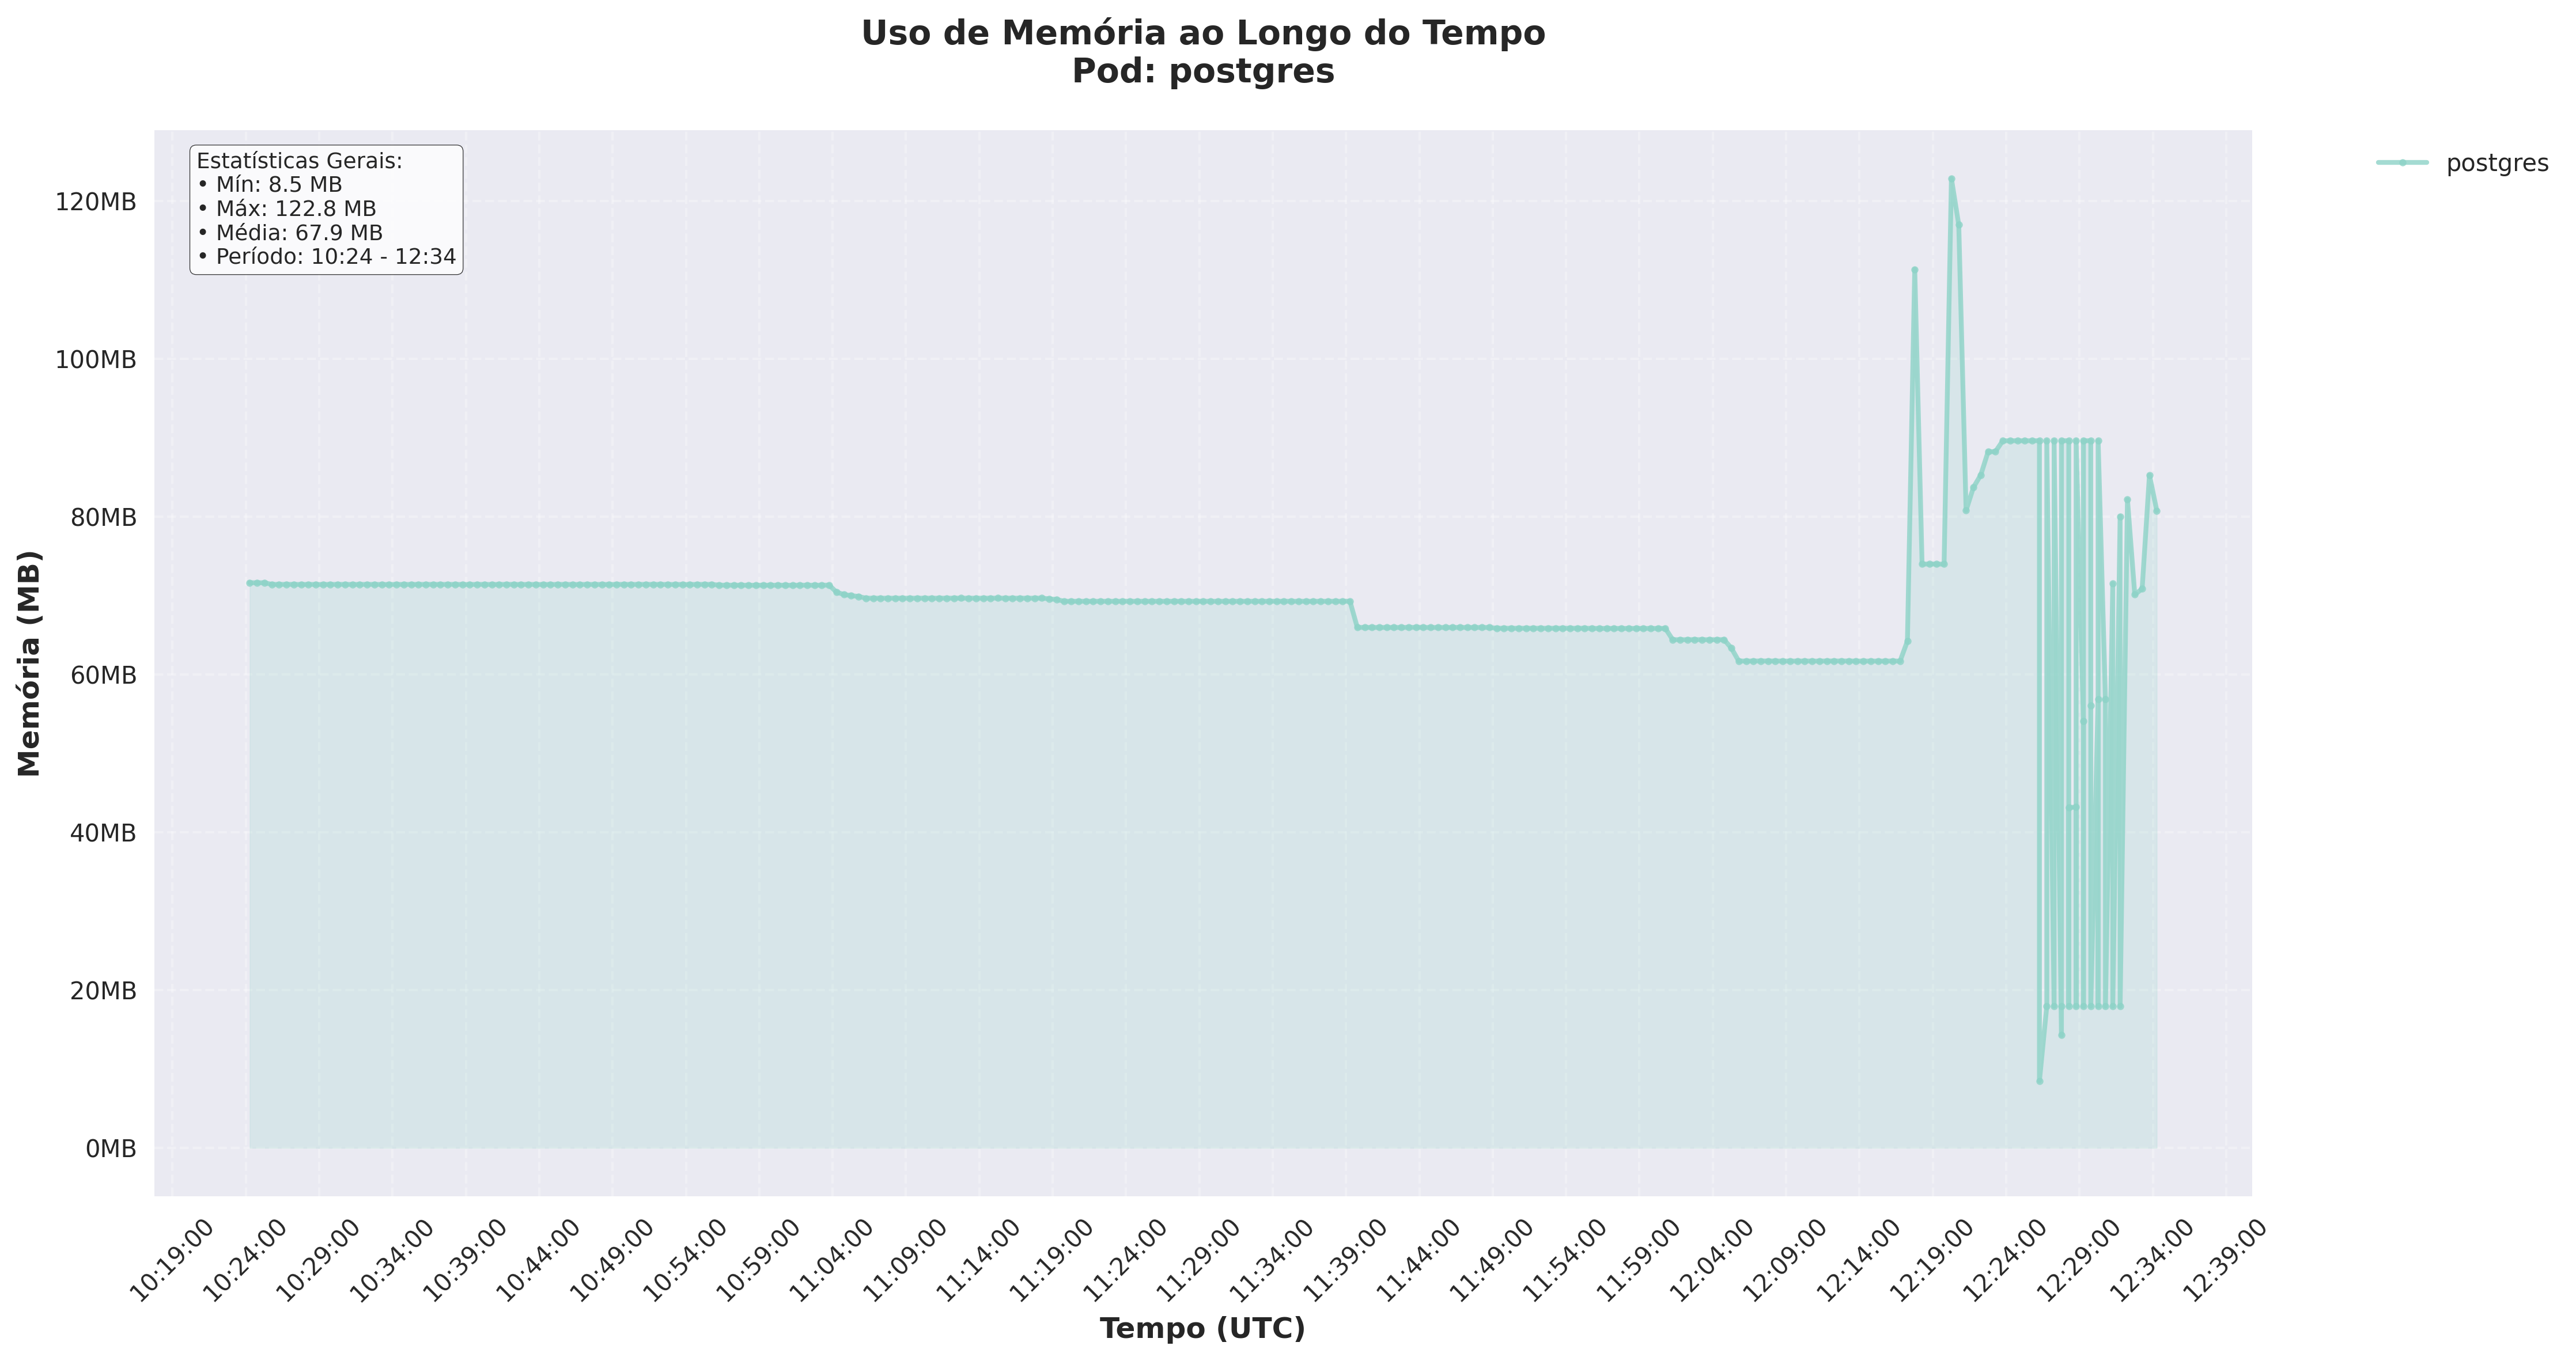 Uso de Memória ao Longo do Tempo
Pod: postgres
Estatísticas Gerais:
• Mín: 8.5 MB
• Máx: 122.8 MB
• Média: 67.9 MB
• Período: 10:24 - 12:34
postgres
Memória (MB)
120MB
100MB
80MB
60MB
40MB
20MB
0MB
10:19:00
10:24:00
10:29:00
10:34:00
10:39:00
10:44:00
10:49:00
10:54:00
10:59:00
11:04:00
11:09:00
11:14:00
11:19:00
11:24:00
11:29:00
11:34:00
11:39:00
11:44:00
11:49:00
11:54:00
11:59:00
12:04:00
12:09:00
12:14:00
12:19:00
12:24:00
12:29:00
12:34:00
12:39:00
Tempo (UTC)